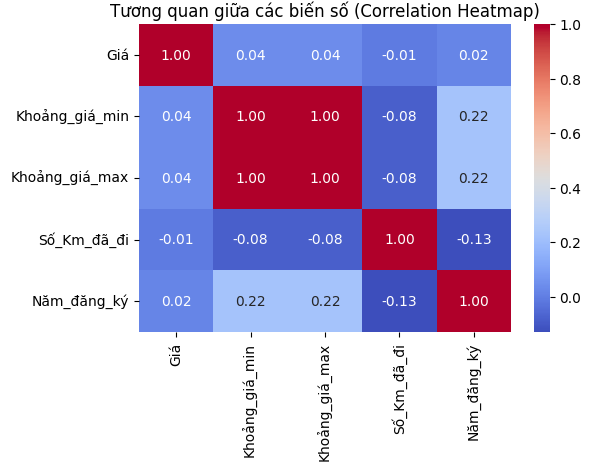 Tương quan giữa các biến số (Correlation Heatmap)
Giá 1.00 0.04 0.04 -0.01 0.02
Khoảng_giá_min 0.04 1.00 1.00 -0.08 0.22
Khoảng_giá_max 0.04 1.00 1.00 -0.08 0.22
Số_Km_đã_đi -0.01 -0.08 -0.08 1.00 -0.13
Năm_đăng_ký 0.02 0.22 0.22 -0.13 1.00
Giá
Khoảng_giá_min
Khoảng_giá_max
Số_Km_đã_đi
Năm_đăng_ký
1.0
0.8
0.6
0.4
0.2
0.0